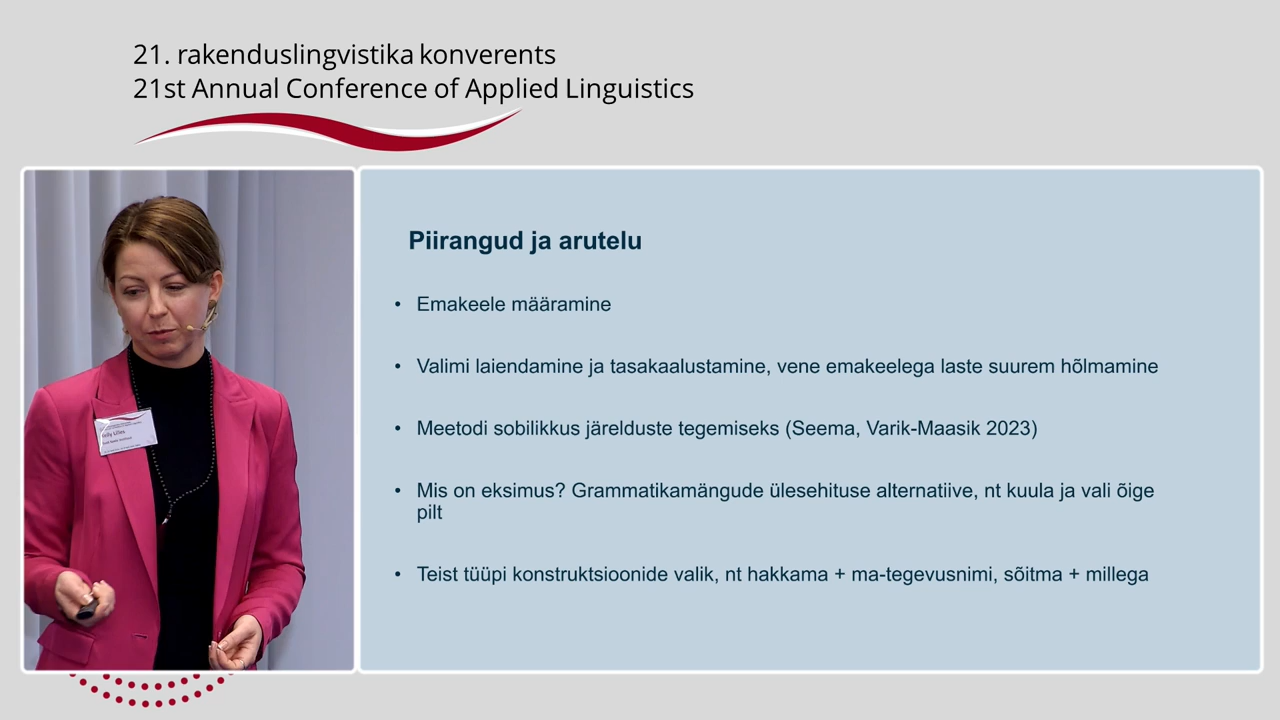 21. rakenduslingvistika konverents
21st Annual Conference of Applied Linguistics
Piirangud ja arutelu
• Emakeele määramine
• Valimi laiendamine ja tasakaalustamine, vene emakeelega laste suurem hõlmamine
• Meetodi sobilikkus järelduste tegemiseks (Seema, Varik-Maasik 2023)
• Mis on eksimus? Grammatikamängude ülesehituse alternatiive, nt kuula ja vali õige
pilt
• Teist tüüpi konstruktsioonide valik, nt hakkama + ma-tegevusnimi, sõitma + millega